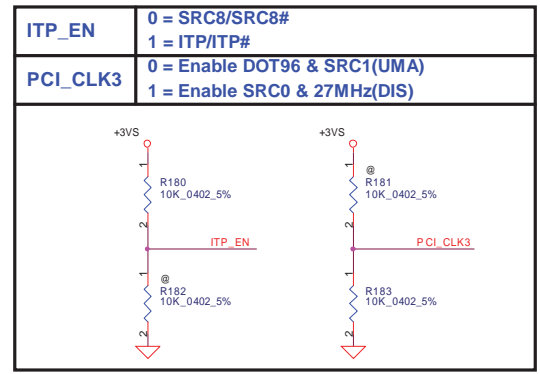 ITP_EN
0 = SRC8/SRC8#
1 = ITP/ITP#
PCI_CLK3
0 = Enable DOT96 & SRC1(UMA)
1 = Enable SRC0 & 27MHz(DIS)
+3VS
+3VS
1
R180
10K_0402_5%
2
1
@
R181
10K_0402_5%
2
ITP_EN
PCI_CLK3
1
@
R182
10K_0402_5%
2
1
R183
10K_0402_5%
2